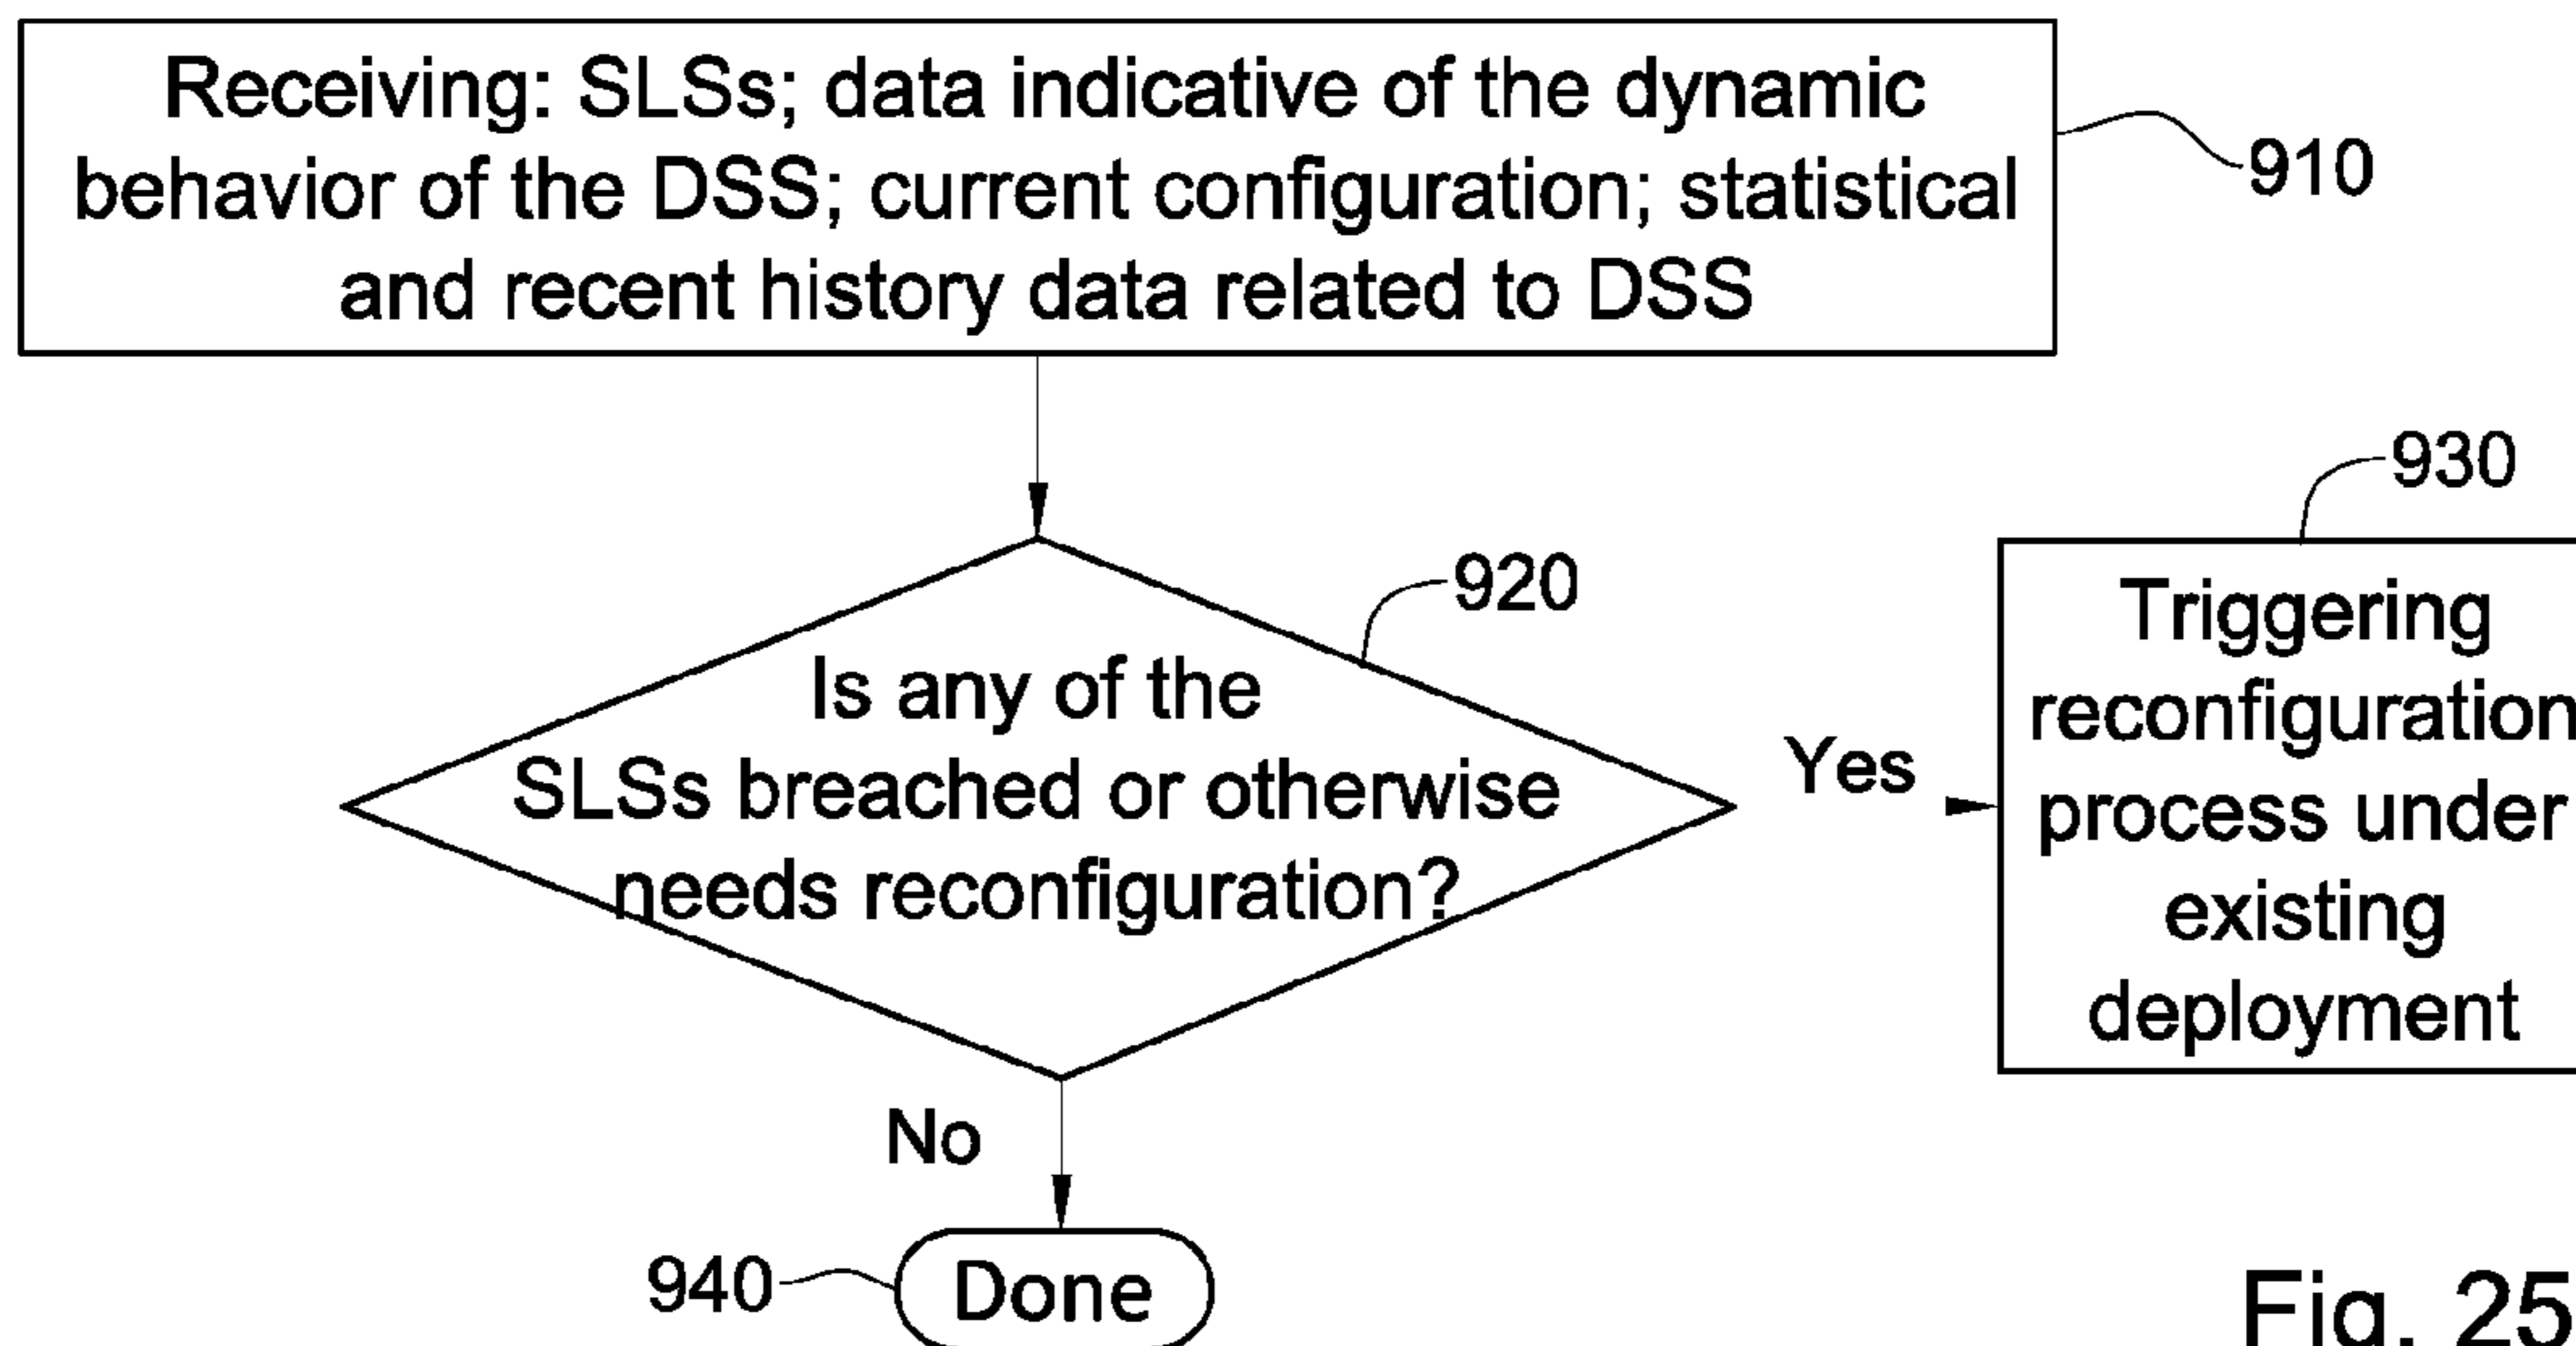 Receiving: SLSs; data indicative of the dynamic
behavior of the DSS; current configuration; statistical
and recent history data related to DSS
910
930
920
Is any of the
SLSs breached or otherwise
needs reconfiguration?
Yes
Triggering
reconfiguration
process under
existing
deployment
No
940
Done
Fig. 25